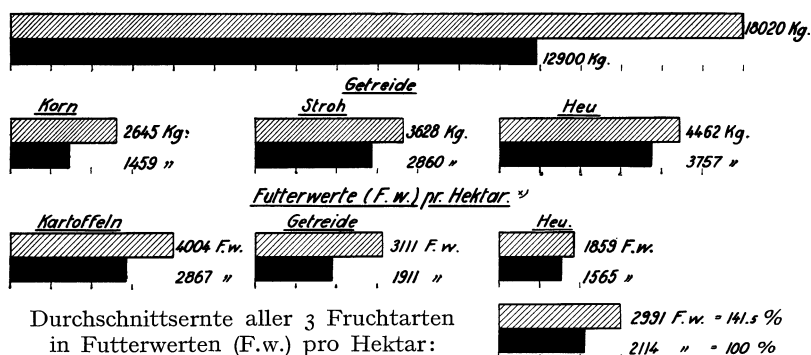 18020 Kg.
12900 Kg.
Getreide
Korn Stroh Heu
2645 Kg: 3628 Kg. 4462 Kg.
1459 " 2860 " 3757 "
Futterwerte (F.w.) pr. Hektar. *)
Kartoffeln Getreide Heu.
4004 F.w. 3111 F.w. 1859 F.w.
2867 " 1911 " 1565 "
Durchschnittsernte aller 3 Fruchtarten
in Futterwerten (F.w.) pro Hektar:
2991 F.w. = 141.5 %
2114 " = 100 %